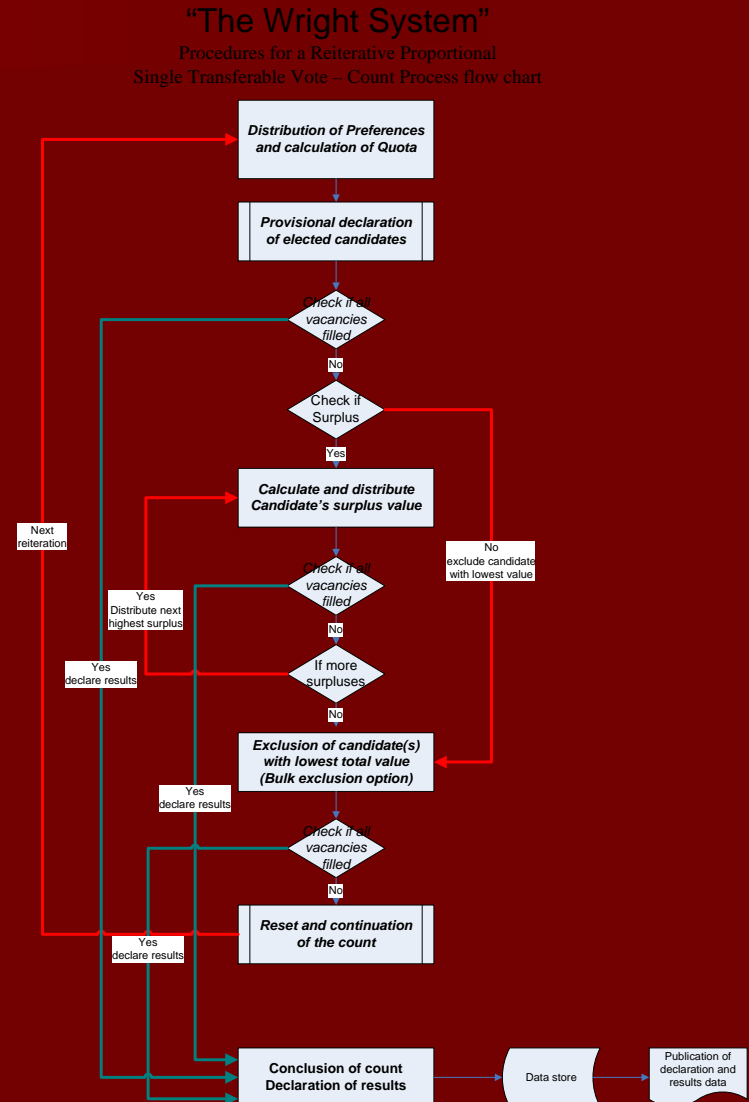 “The Wright System”
Procedures for a Reiterative Proportional
Single Transferable Vote – Count Process flow chart
Distribution of Preferences
and calculation of Quota
Provisional declaration
of elected candidates
Check if all
vacancies
filled
No
Check if
Surplus
Yes
Calculate and distribute
Candidate’s surplus value
Next
reiteration
No
exclude candidate
with lowest value
Check if all
vacancies
filled
Yes
Distribute next
highest surplus
No
If more
surpluses
Yes
declare results
No
Exclusion of candidate(s)
with lowest total value
(Bulk exclusion option)
Yes
declare results
Check if all
vacancies
filled
No
Reset and continuation
of the count
Yes
declare results
Conclusion of count
Declaration of results
Data store
Publication of
declaration and
results data